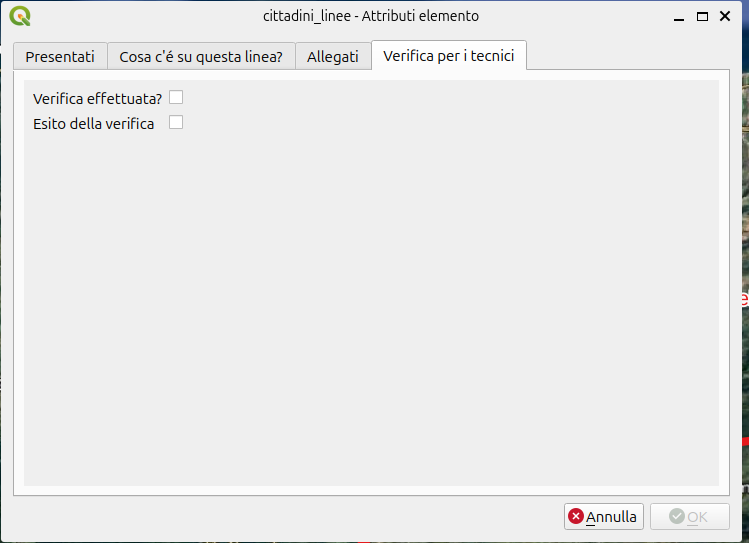 cittadini_linee - Attributi elemento
Presentati Cosa c'é su questa linea? Allegati Verifica per i tecnici
Verifica effettuata?
Esito della verifica
Annulla OK